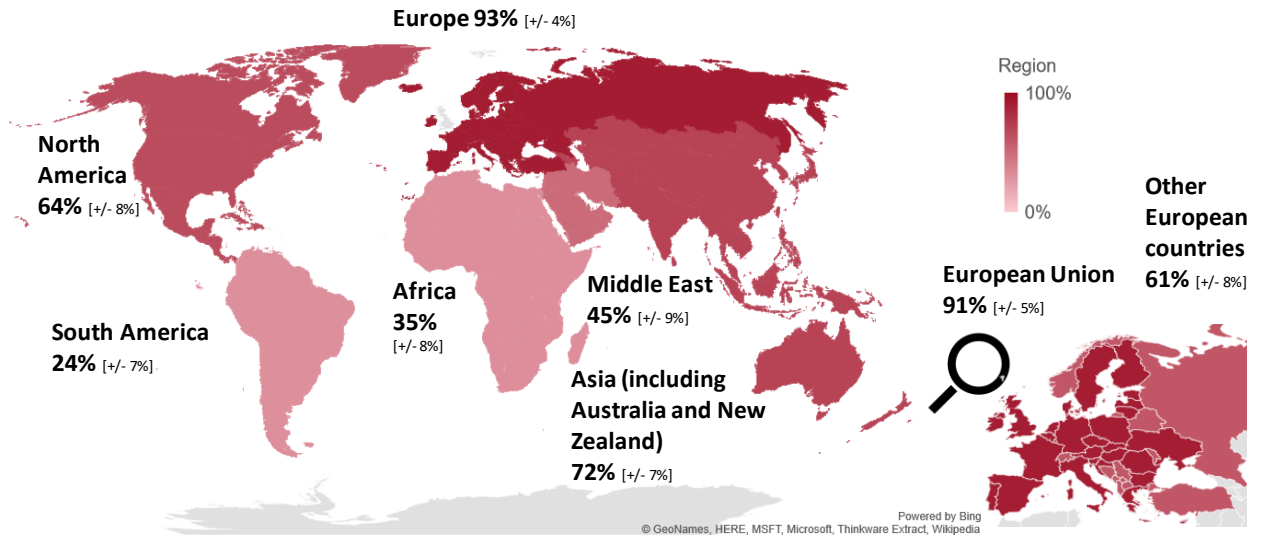 Europe 93% [+/- 4%]
Region
100%
0%
North
America
64% [+/- 8%]
Other
European
countries
61% [+/- 8%]
European Union
91% [+/- 5%]
Africa
35%
[+/- 8%]
Middle East
45% [+/- 9%]
South America
24% [+/- 7%]
Asia (including
Australia and New
Zealand)
72% [+/- 7%]
Powered by Bing
© GeoNames, HERE, MSFT, Microsoft, Thinkware Extract, Wikipedia